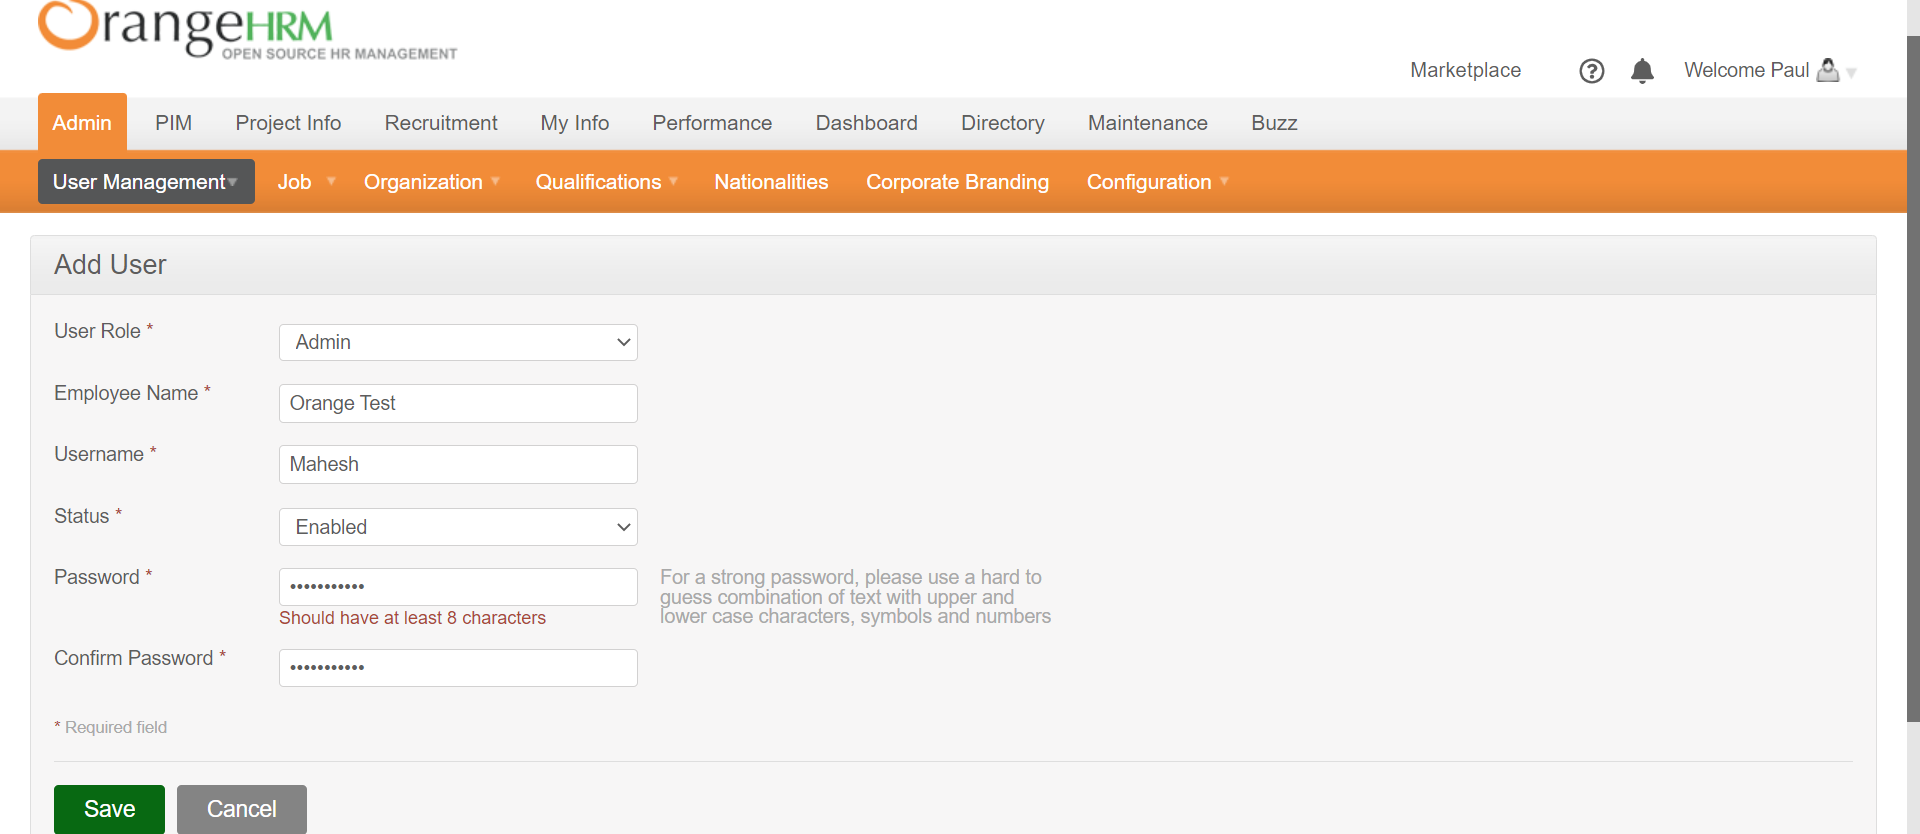 OrangeHRM
OPEN SOURCE HR MANAGEMENT
Marketplace
?
Welcome Paul
Admin PIM Project Info Recruitment My Info Performance Dashboard Directory Maintenance Buzz
User Management Job Organization Qualifications Nationalities Corporate Branding Configuration
Add User
User Role *
Admin
Employee Name *
Orange Test
Username *
Mahesh
Status *
Enabled
Password *
•••••••••••
Should have at least 8 characters
For a strong password, please use a hard to
guess combination of text with upper and
lower case characters, symbols and numbers
Confirm Password *
•••••••••••
* Required field
Save Cancel